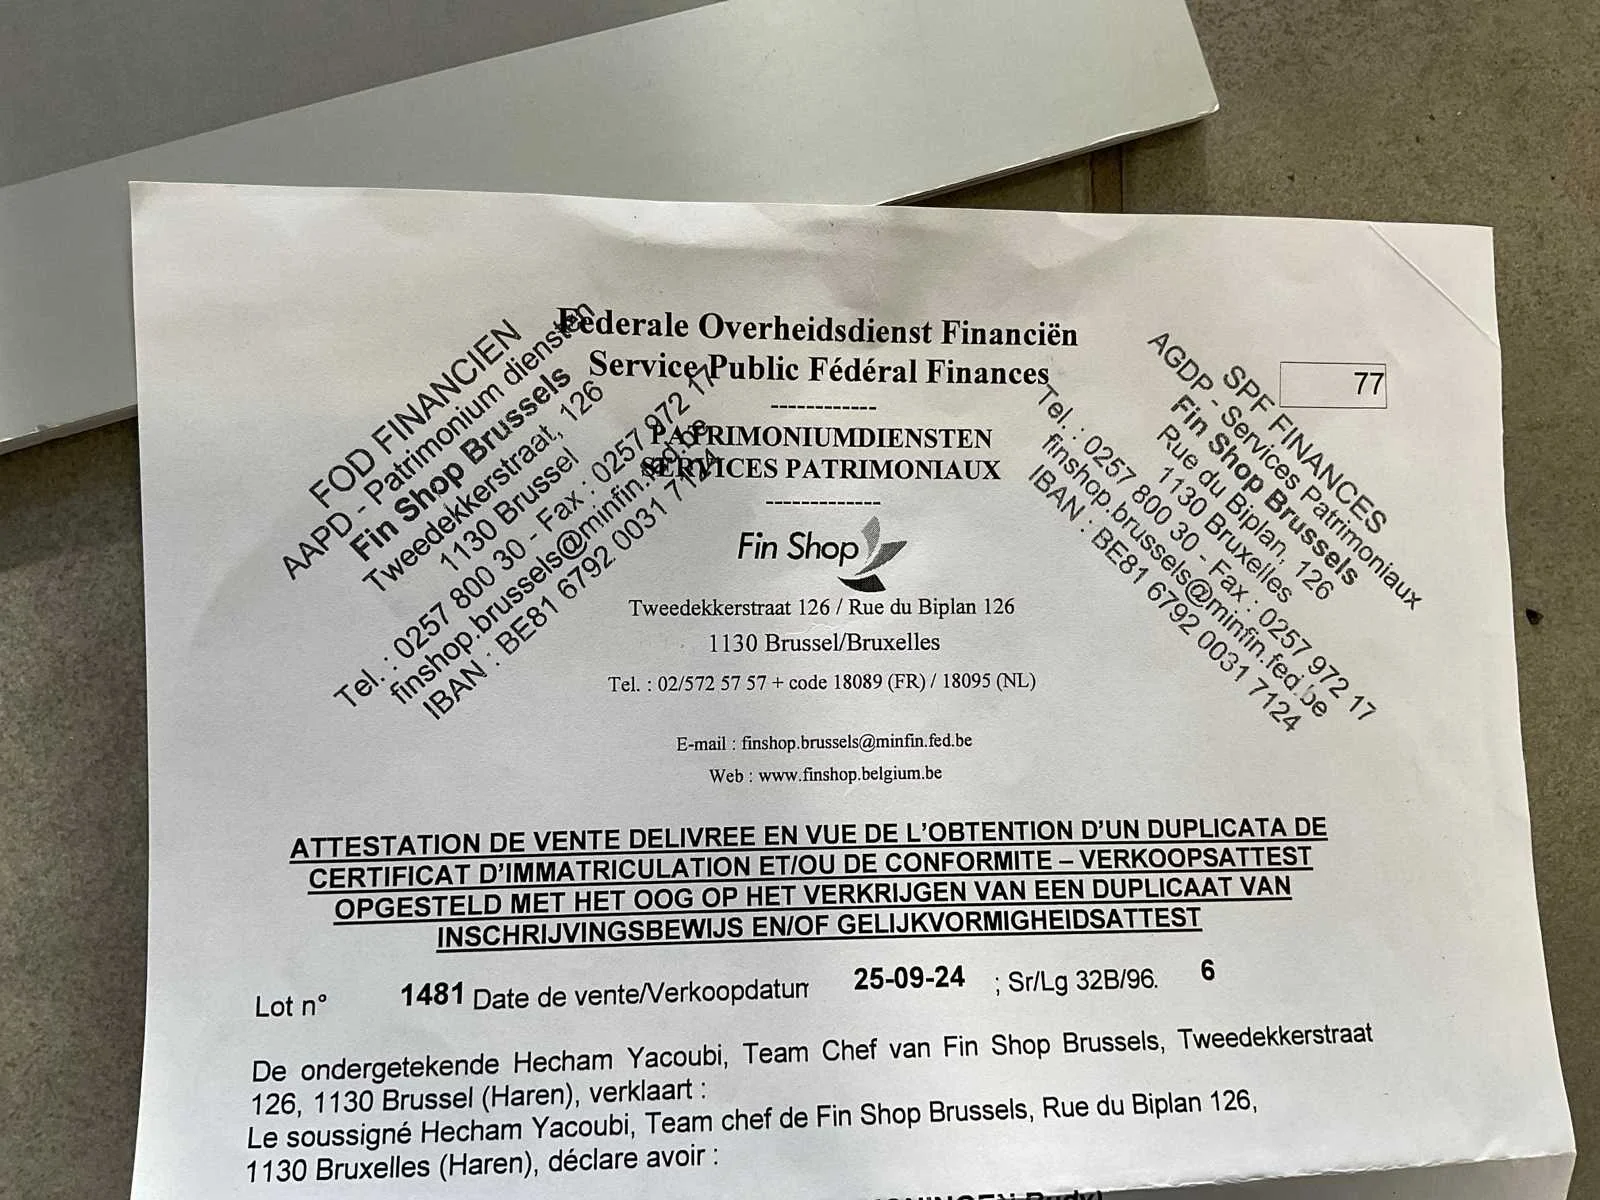 Federale Overheidsdienst Financiën
Service Public Fédéral Finances
------------
PATRIMONIUMDIENSTEN
SERVICES PATRIMONIAUX
-------------
Fin Shop
Tweedekkerstraat 126 / Rue du Biplan 126
1130 Brussel/Bruxelles
Tel. : 02/572 57 57 + code 18089 (FR) / 18095 (NL)
E-mail : finshop.brussels@minfin.fed.be
Web : www.finshop.belgium.be
FOD FINANCIEN
AAPD - Patrimonium diensten
Fin Shop Brussels
Tweedekkerstraat, 126
1130 Brussel
Tel. : 0257 800 30 - Fax : 0257 972 17
finshop.brussels@minfin.fed.be
IBAN : BE81 6792 0031 7124
SPF FINANCES
AGDP - Services Patrimoniaux
Fin Shop Brussels
Rue du Biplan, 126
1130 Bruxelles
Tel. : 0257 800 30 - Fax : 0257 972 17
finshop.brussels@minfin.fed.be
IBAN : BE81 6792 0031 7124
77
ATTESTATION DE VENTE DELIVREE EN VUE DE L'OBTENTION D'UN DUPLICATA DE
CERTIFICAT D'IMMATRICULATION ET/OU DE CONFORMITE – VERKOOPSATTEST
OPGESTELD MET HET OOG OP HET VERKRIJGEN VAN EEN DUPLICAAT VAN
INSCHRIJVINGSBEWIJS EN/OF GELIJKVORMIGHEIDSATTEST
Lot n° 1481 Date de vente/Verkoopdatum 25-09-24 ; Sr/Lg 32B/96. 6
De ondergetekende Hecham Yacoubi, Team Chef van Fin Shop Brussels, Tweedekkerstraat
126, 1130 Brussel (Haren), verklaart :
Le soussigné Hecham Yacoubi, Team chef de Fin Shop Brussels, Rue du Biplan 126,
1130 Bruxelles (Haren), déclare avoir :